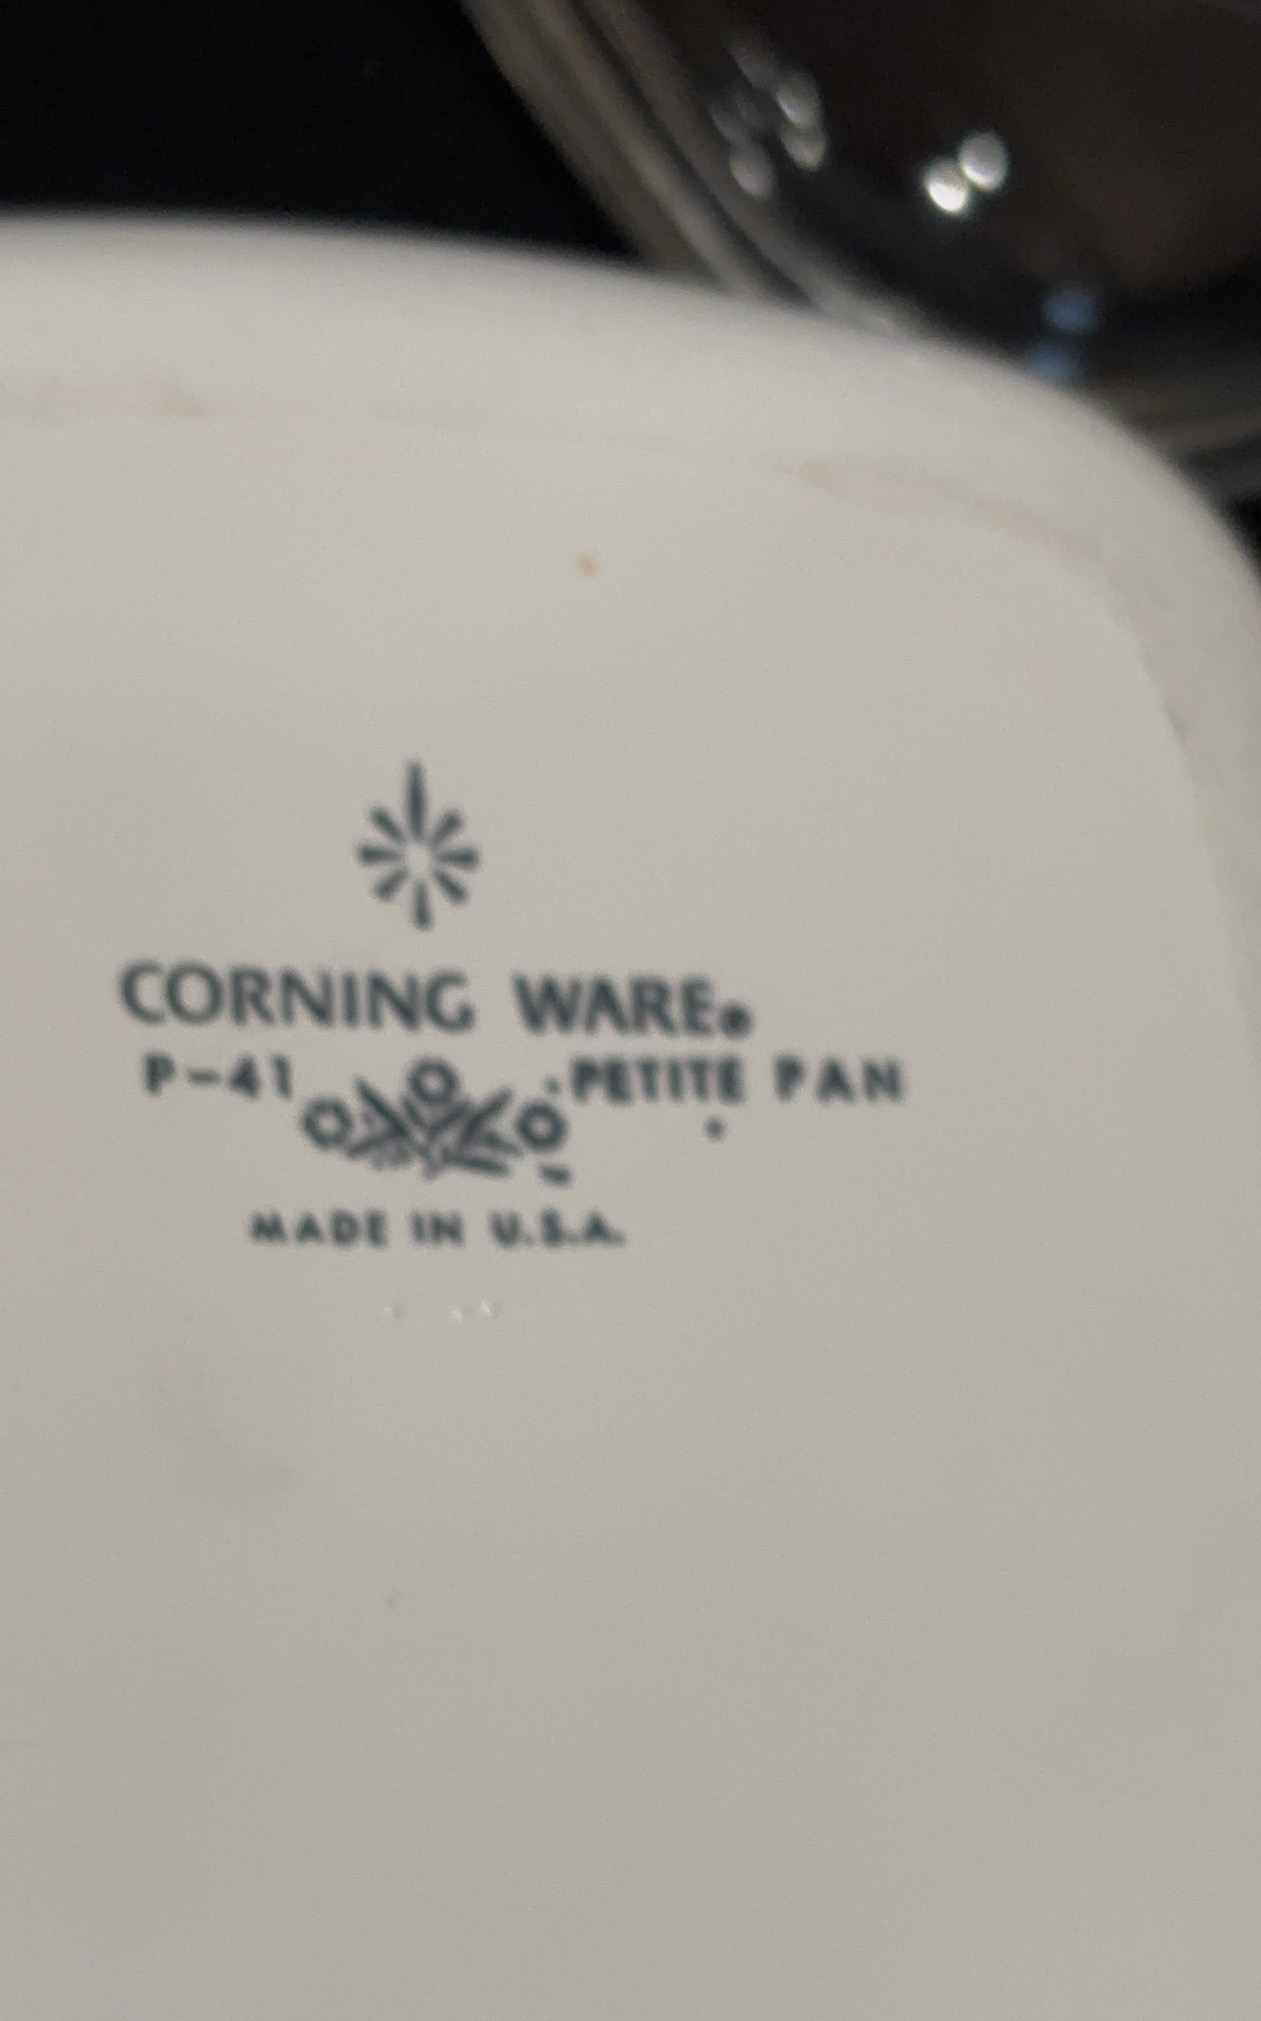 CORNING WARE®
P-41 PETITE PAN
MADE IN U.S.A.